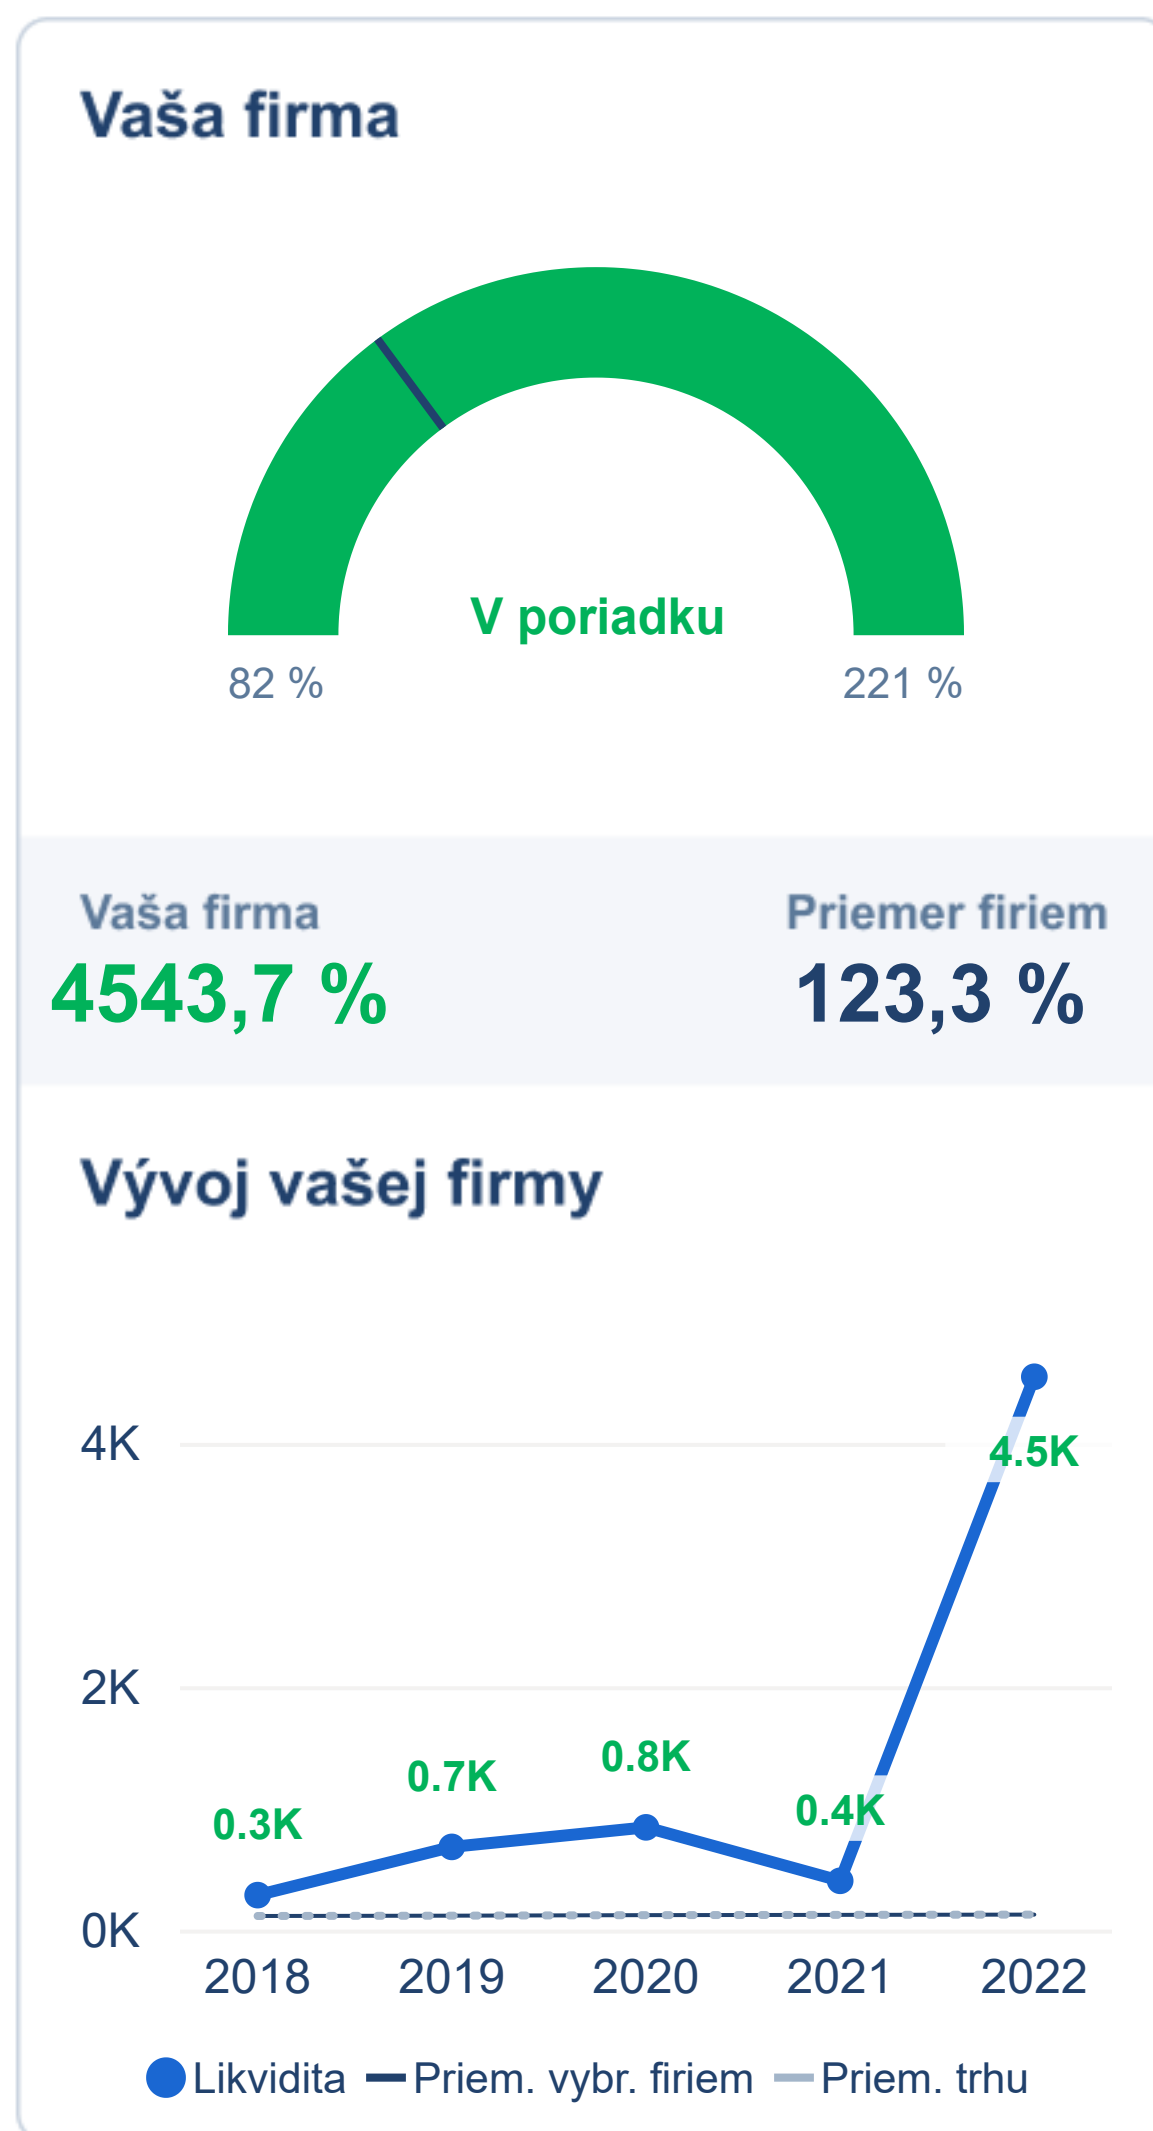 Vaša firma
V poriadku
82 % 221 %
Vaša firma Priemer firiem
4543,7 % 123,3 %
Vývoj vašej firmy
4K
4.5K
2K
0.3K 0.7K 0.8K 0.4K
0K
2018 2019 2020 2021 2022
Likvidita Priem. vybr. firiem Priem. trhu